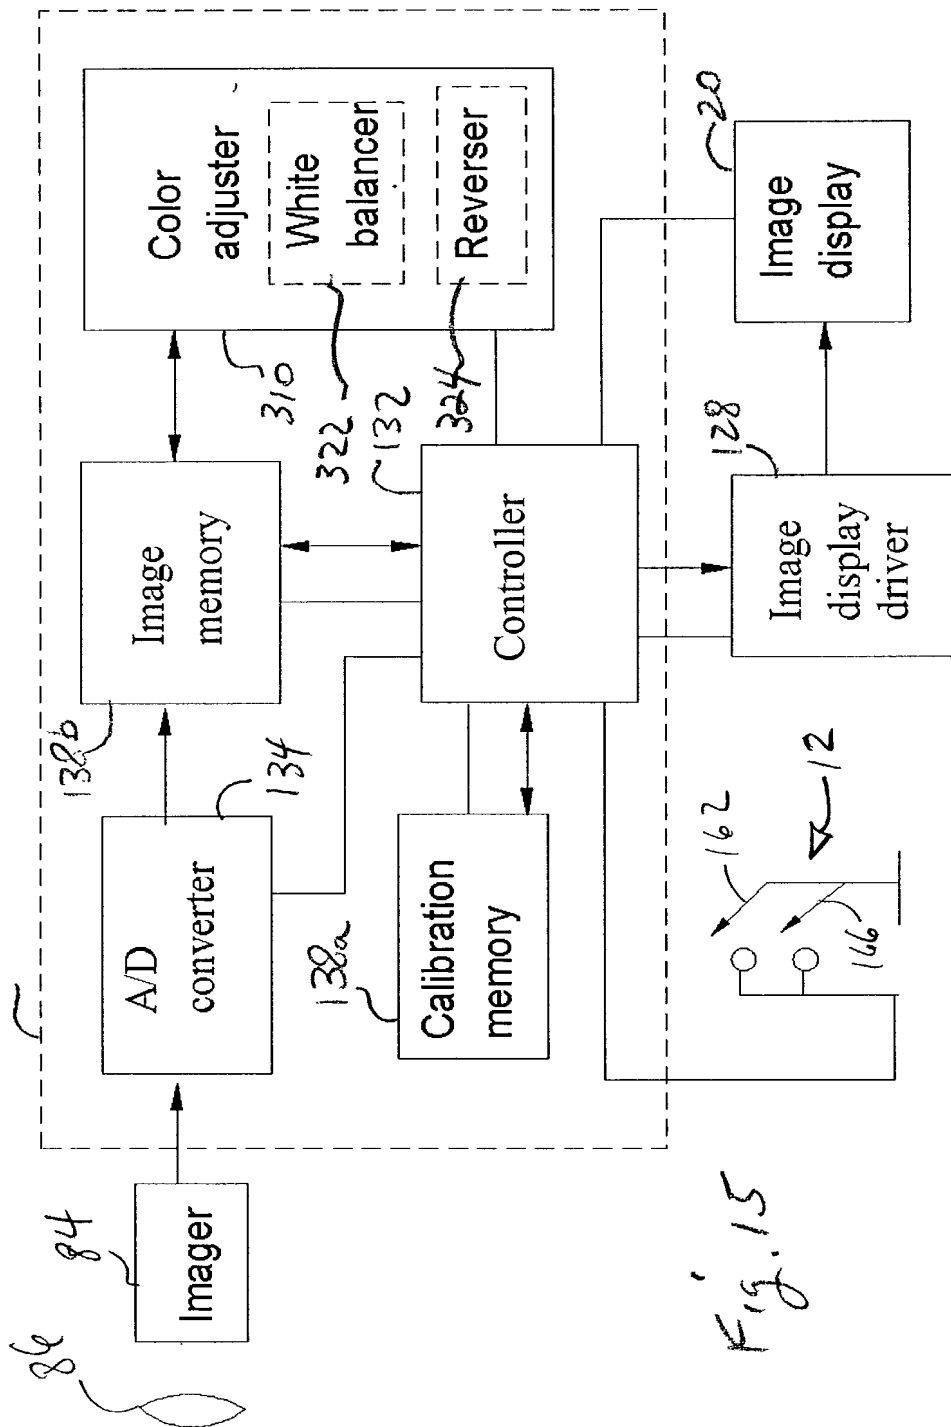 86
84
Imager
A/D
converter
134
138b
Image
memory
310
Color
adjuster
322
White
balancer
324
Reverser
138a
Calibration
memory
132
Controller
162
166
12
128
Image
display
driver
20
Image
display
Fig. 15